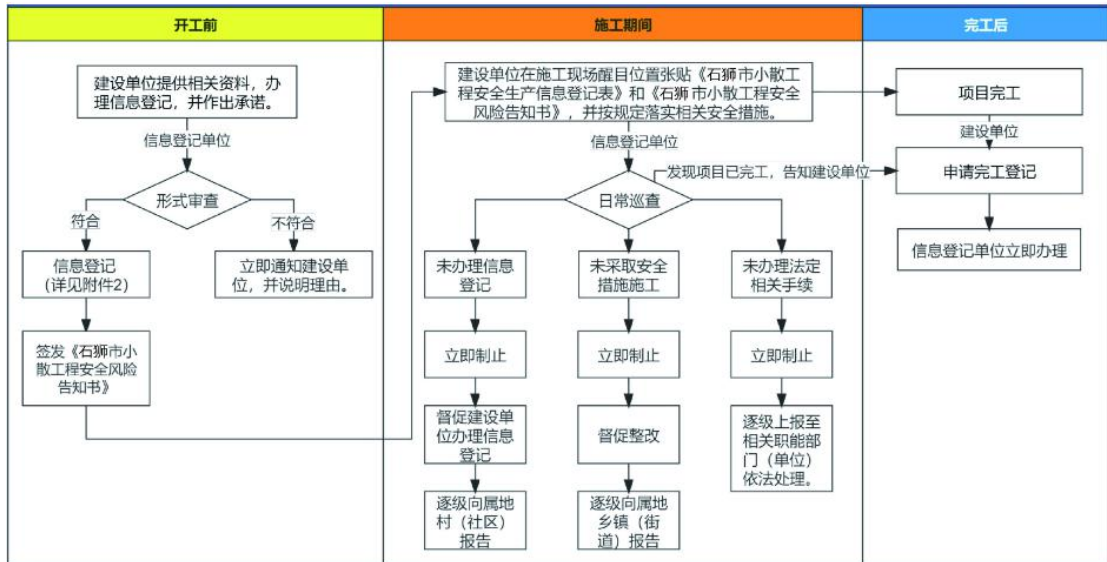 开工前
建设单位提供相关资料，办
理信息登记，并作出承诺。
信息登记单位
形式审查
符合
不符合
信息登记
(详见附件2)
立即通知建设单
位，并说明理由。
签发《石狮市小
散工程安全风险
告知书》
施工期间
建设单位在施工现场醒目位置张贴《石狮市小散工
程安全生产信息登记表》和《石狮市小散工程安全
风险告知书》，并按规定落实相关安全措施。
信息登记单位
发现项目已完工，告知建设单位
日常巡查
未办理信息
登记
立即制止
督促建设单
位办理信息
登记
逐级向属地
村（社区）
报告
未采取安全
措施施工
立即制止
督促整改
逐级向属地
乡镇（街
道）报告
未办理法定
相关手续
立即制止
逐级上报至
相关职能部
门（单位）
依法处理。
完工后
项目完工
建设单位
申请完工登记
信息登记单位立即办理